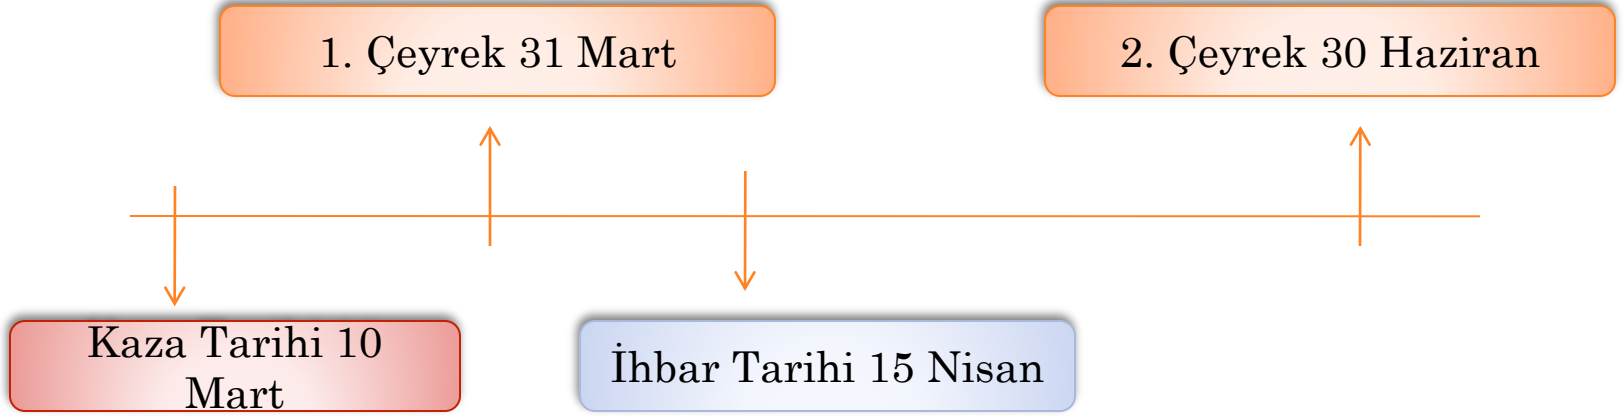 1. Çeyrek 31 Mart
2. Çeyrek 30 Haziran
Kaza Tarihi 10
Mart
İhbar Tarihi 15 Nisan